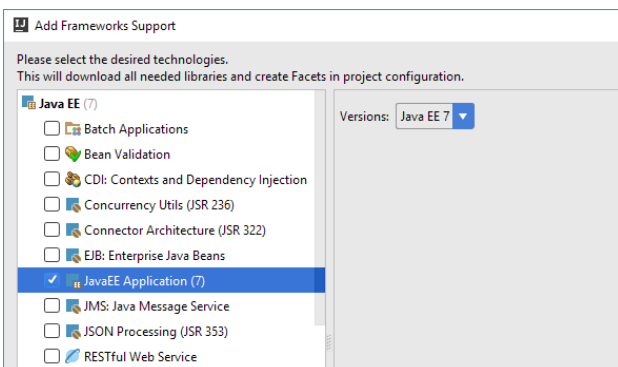 Add Frameworks Support
Please select the desired technologies.
This will download all needed libraries and create Facets in project configuration.
Java EE (7)
Versions: Java EE 7
Batch Applications
Bean Validation
CDI: Contexts and Dependency Injection
Concurrency Utils (JSR 236)
Connector Architecture (JSR 322)
EJB: Enterprise Java Beans
JavaEE Application (7)
JMS: Java Message Service
JSON Processing (JSR 353)
RESTful Web Service